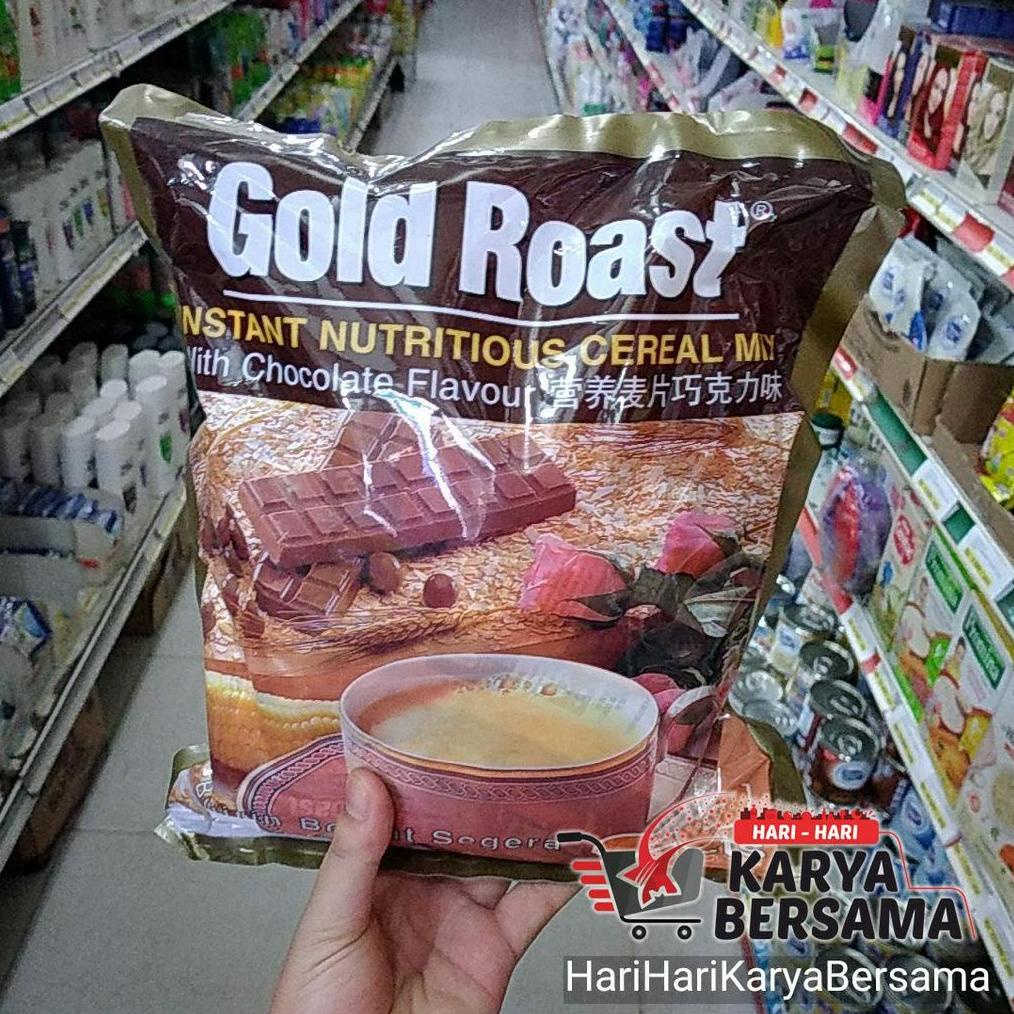 Gold Roast®
INSTANT NUTRITIOUS CEREAL MIX
With Chocolate Flavour 营养麦片巧克力味
Segera
HARI - HARI
KARYA
BERSAMA
HariHariKaryaBersama